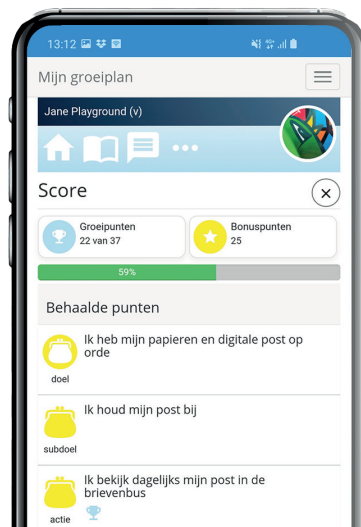 13:12
Mijn groeiplan
Jane Playground (v)
Score
Groeipunten
22 van 37
Bonuspunten
25
59%
Behaalde punten
Ik heb mijn papieren en digitale post op
orde
doel
Ik houd mijn post bij
subdoel
Ik bekijk dagelijks mijn post in de
brievenbus
actie